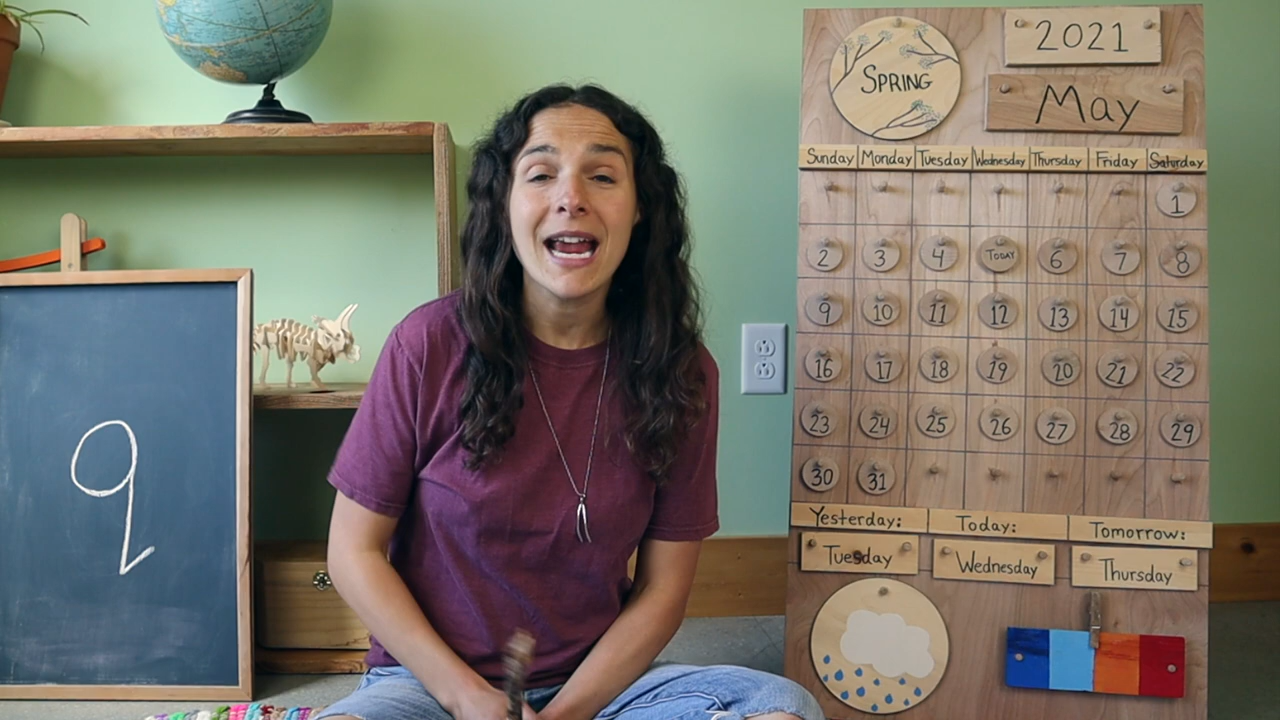 q
SPRING
2021
May
Sunday Monday Tuesday Wednesday Thursday Friday Saturday
1
2 3 4 TODAY 6 7 8
9 10 11 12 13 14 15
16 17 18 19 20 21 22
23 24 25 26 27 28 29
30 31
Yesterday: Today: Tomorrow:
Tuesday Wednesday Thursday